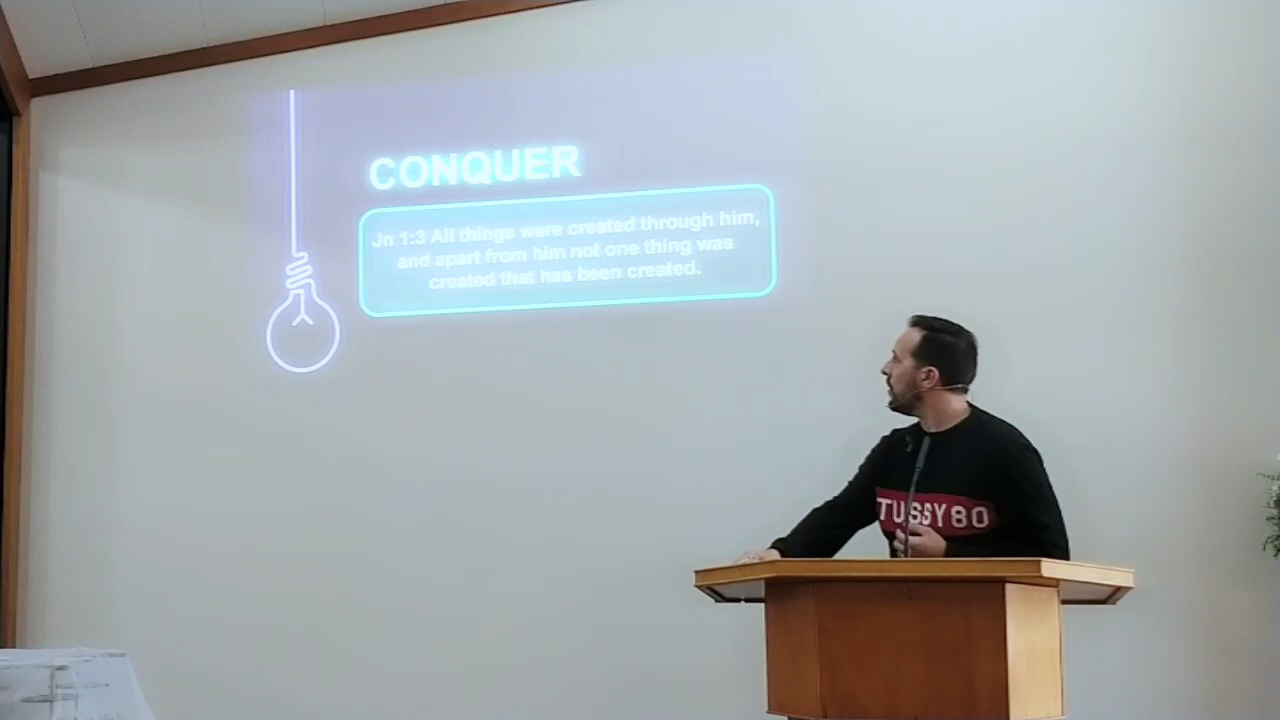 CONQUER
Jn 1:3 All things were created through him,
and apart from him not one thing was
created that has been created.
TUSSY80